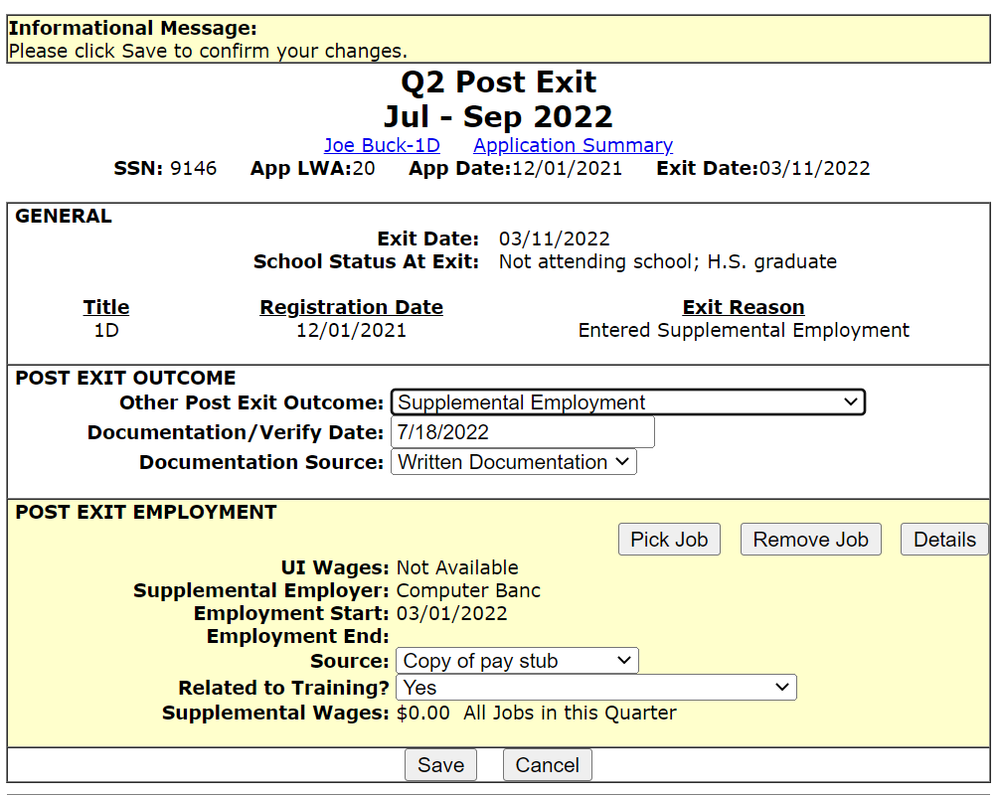 Informational Message:
Please click Save to confirm your changes.
Q2 Post Exit
Jul - Sep 2022
Joe Buck-1D Application Summary
SSN: 9146 App LWA:20 App Date:12/01/2021 Exit Date:03/11/2022
GENERAL
Exit Date: 03/11/2022
School Status At Exit: Not attending school; H.S. graduate
Title Registration Date Exit Reason
1D 12/01/2021 Entered Supplemental Employment
POST EXIT OUTCOME
Other Post Exit Outcome: Supplemental Employment
Documentation/Verify Date: 7/18/2022
Documentation Source: Written Documentation
POST EXIT EMPLOYMENT
Pick Job Remove Job Details
UI Wages: Not Available
Supplemental Employer: Computer Banc
Employment Start: 03/01/2022
Employment End:
Source: Copy of pay stub
Related to Training? Yes
Supplemental Wages: $0.00 All Jobs in this Quarter
Save Cancel